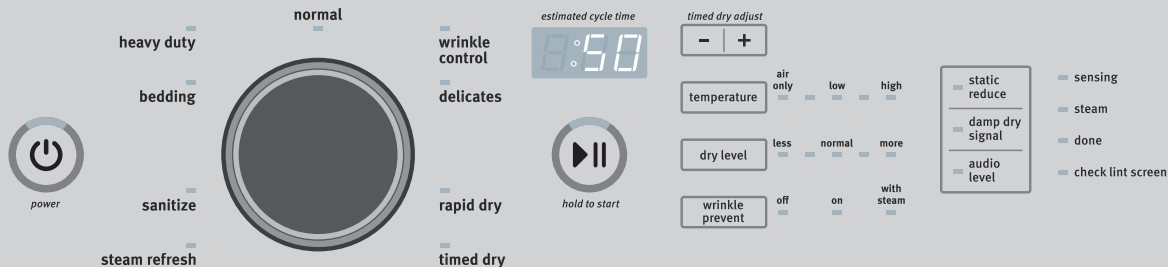 normal
heavy duty
bedding
sanitize
steam refresh
wrinkle
control
delicates
rapid dry
timed dry
power
estimated cycle time
:50
hold to start
timed dry adjust
- +
temperature
air
only
low
high
dry level
less
normal
more
wrinkle
prevent
off
on
with
steam
static
reduce
damp dry
signal
audio
level
sensing
steam
done
check lint screen